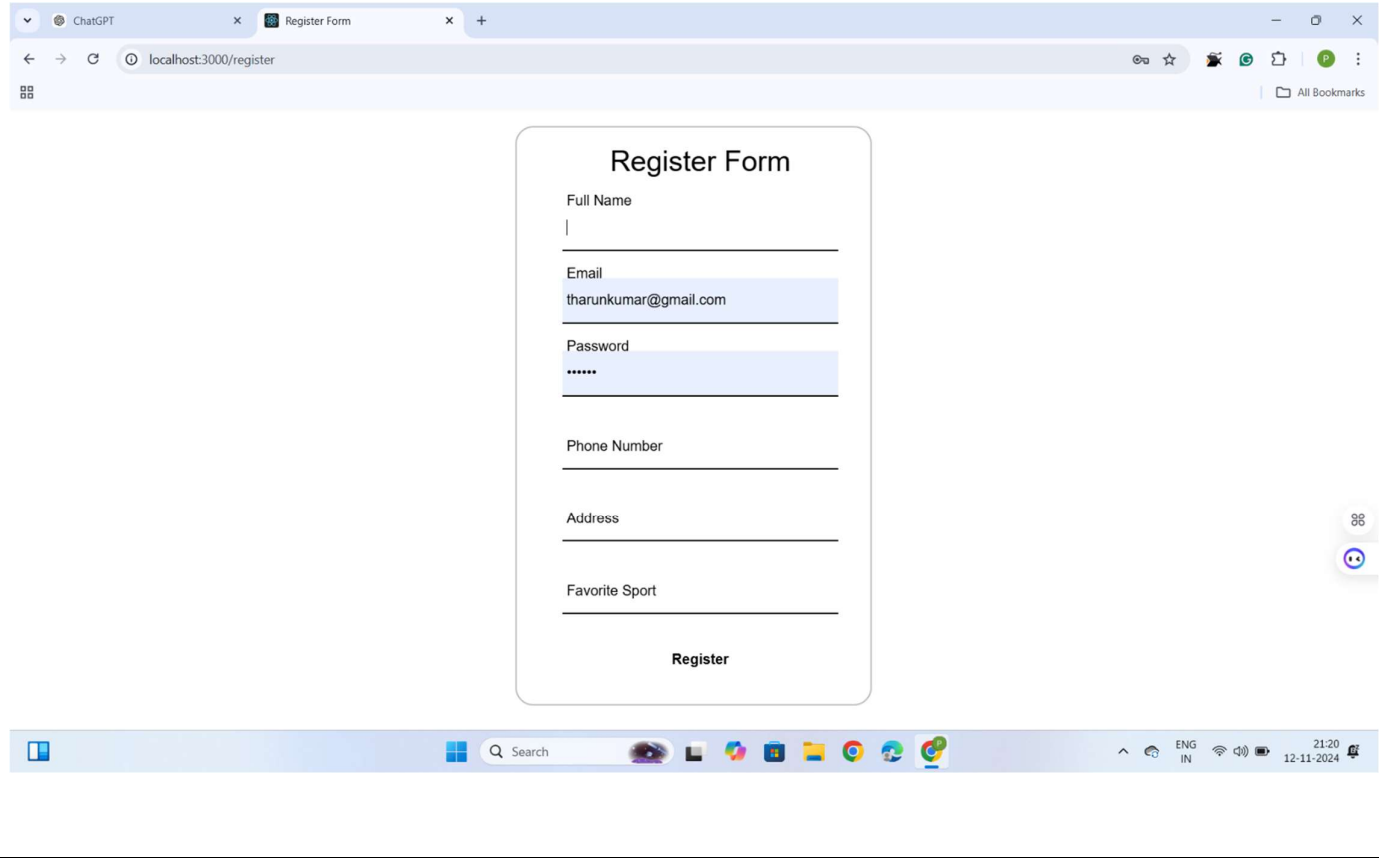 ChatGPT
Register Form
localhost:3000/register
P
All Bookmarks
Register Form
Full Name
Email
tharunkumar@gmail.com
Password
••••••
Phone Number
Address
Favorite Sport
Register
Search
P
ENG
IN
21:20
12-11-2024